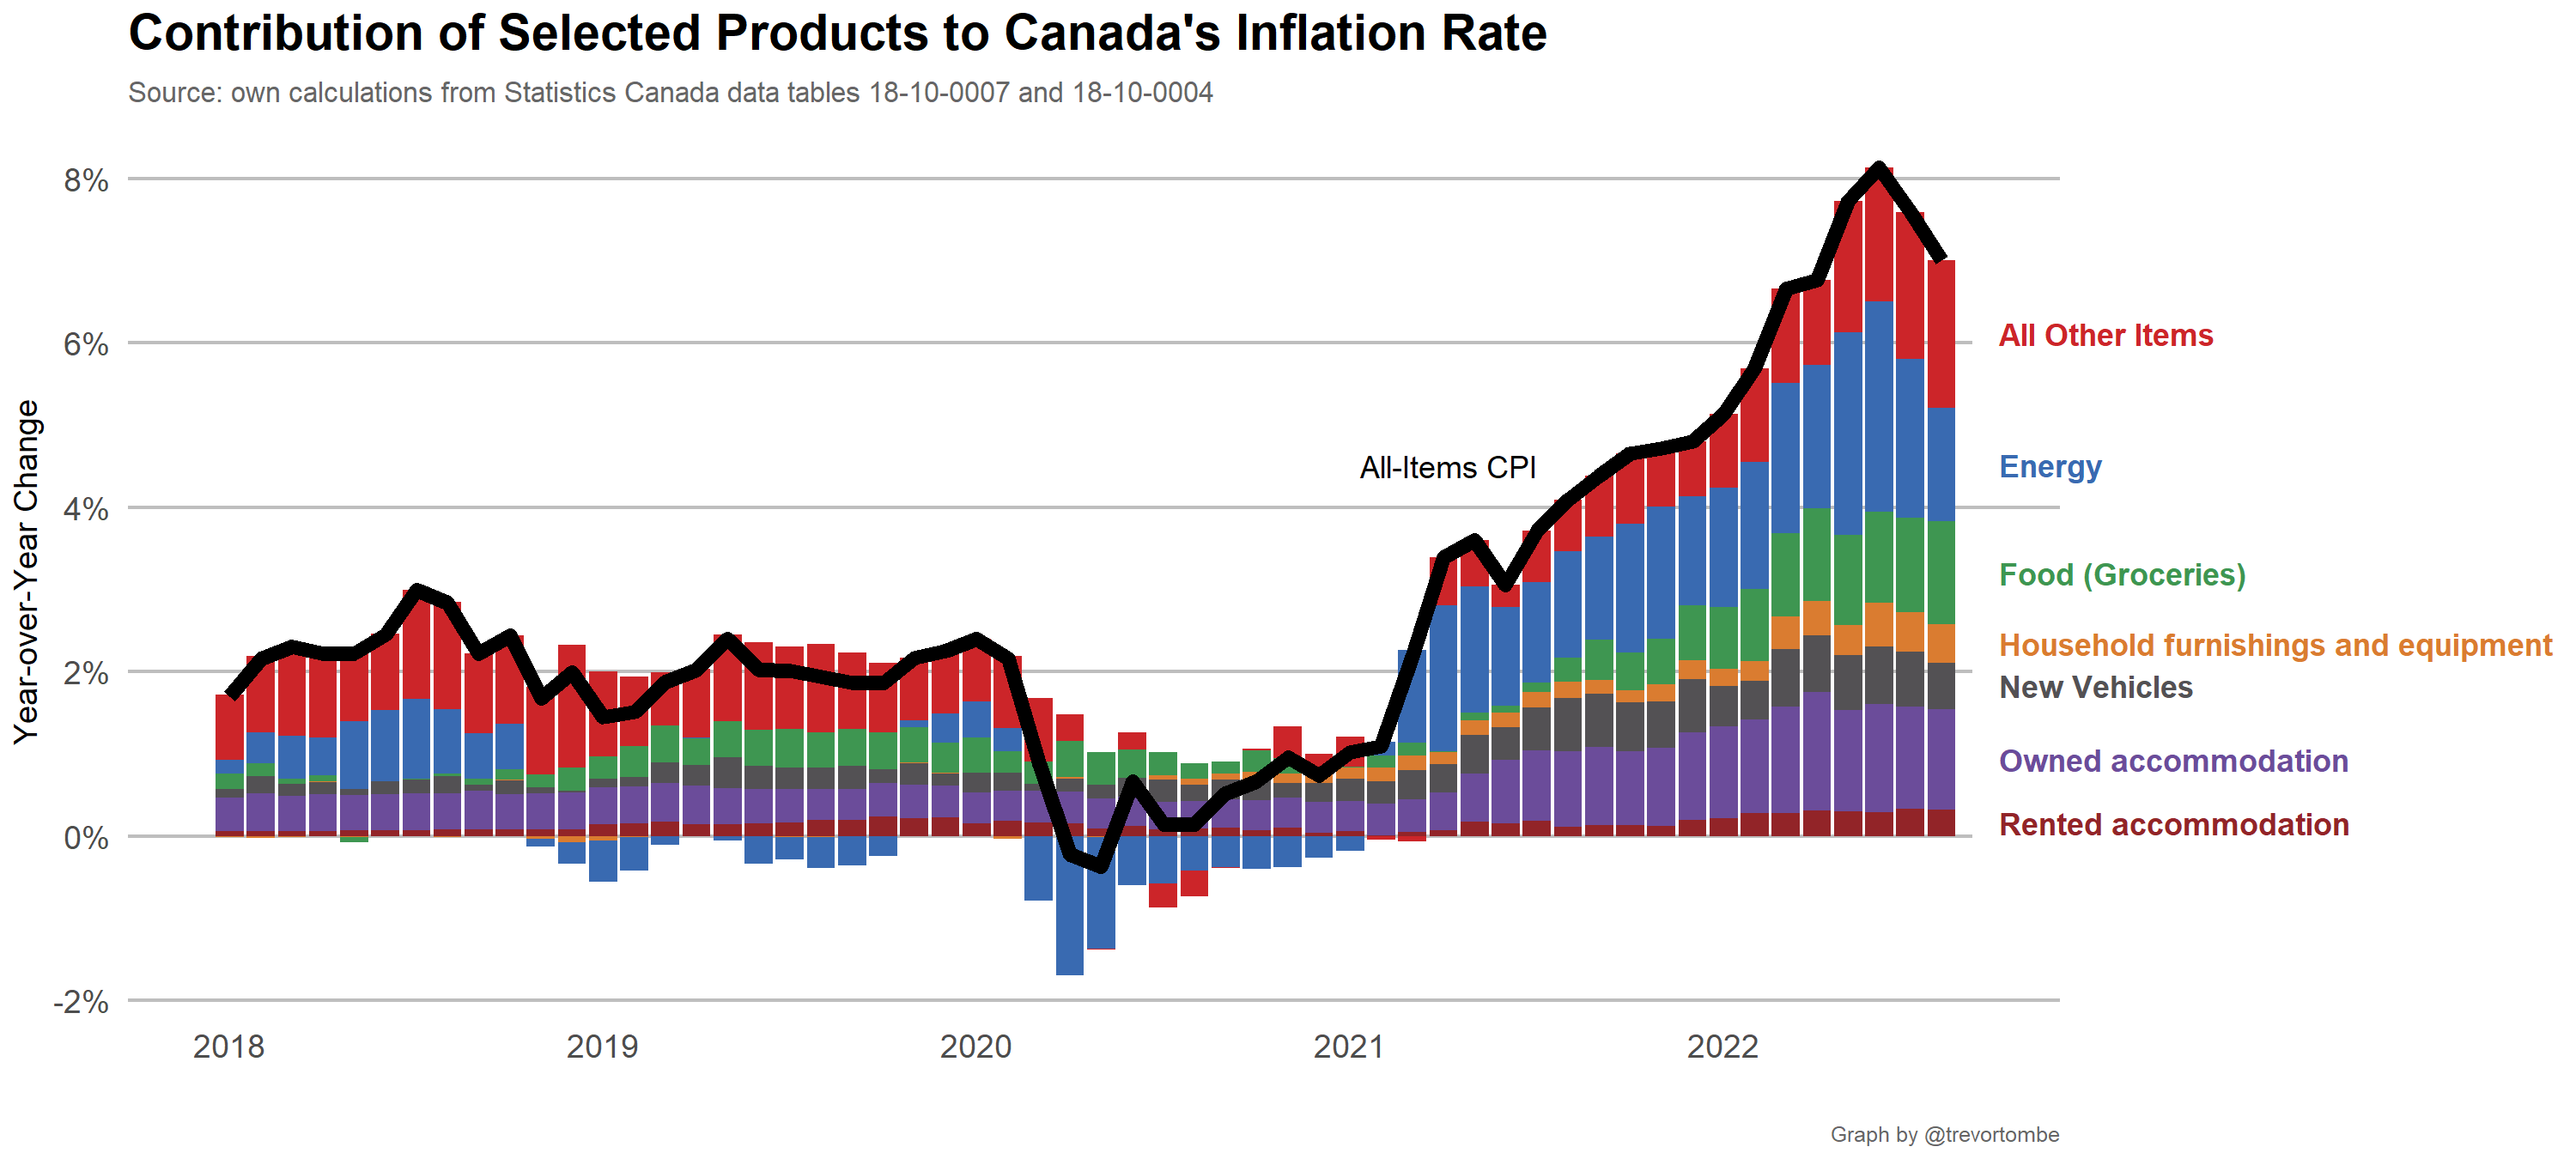 Contribution of Selected Products to Canada's Inflation Rate
Source: own calculations from Statistics Canada data tables 18-10-0007 and 18-10-0004
Year-over-Year Change
8%
6%
4%
2%
0%
-2%
2018
2019
2020
2021
2022
All-Items CPI
All Other Items
Energy
Food (Groceries)
Household furnishings and equipment
New Vehicles
Owned accommodation
Rented accommodation
Graph by @trevortombe